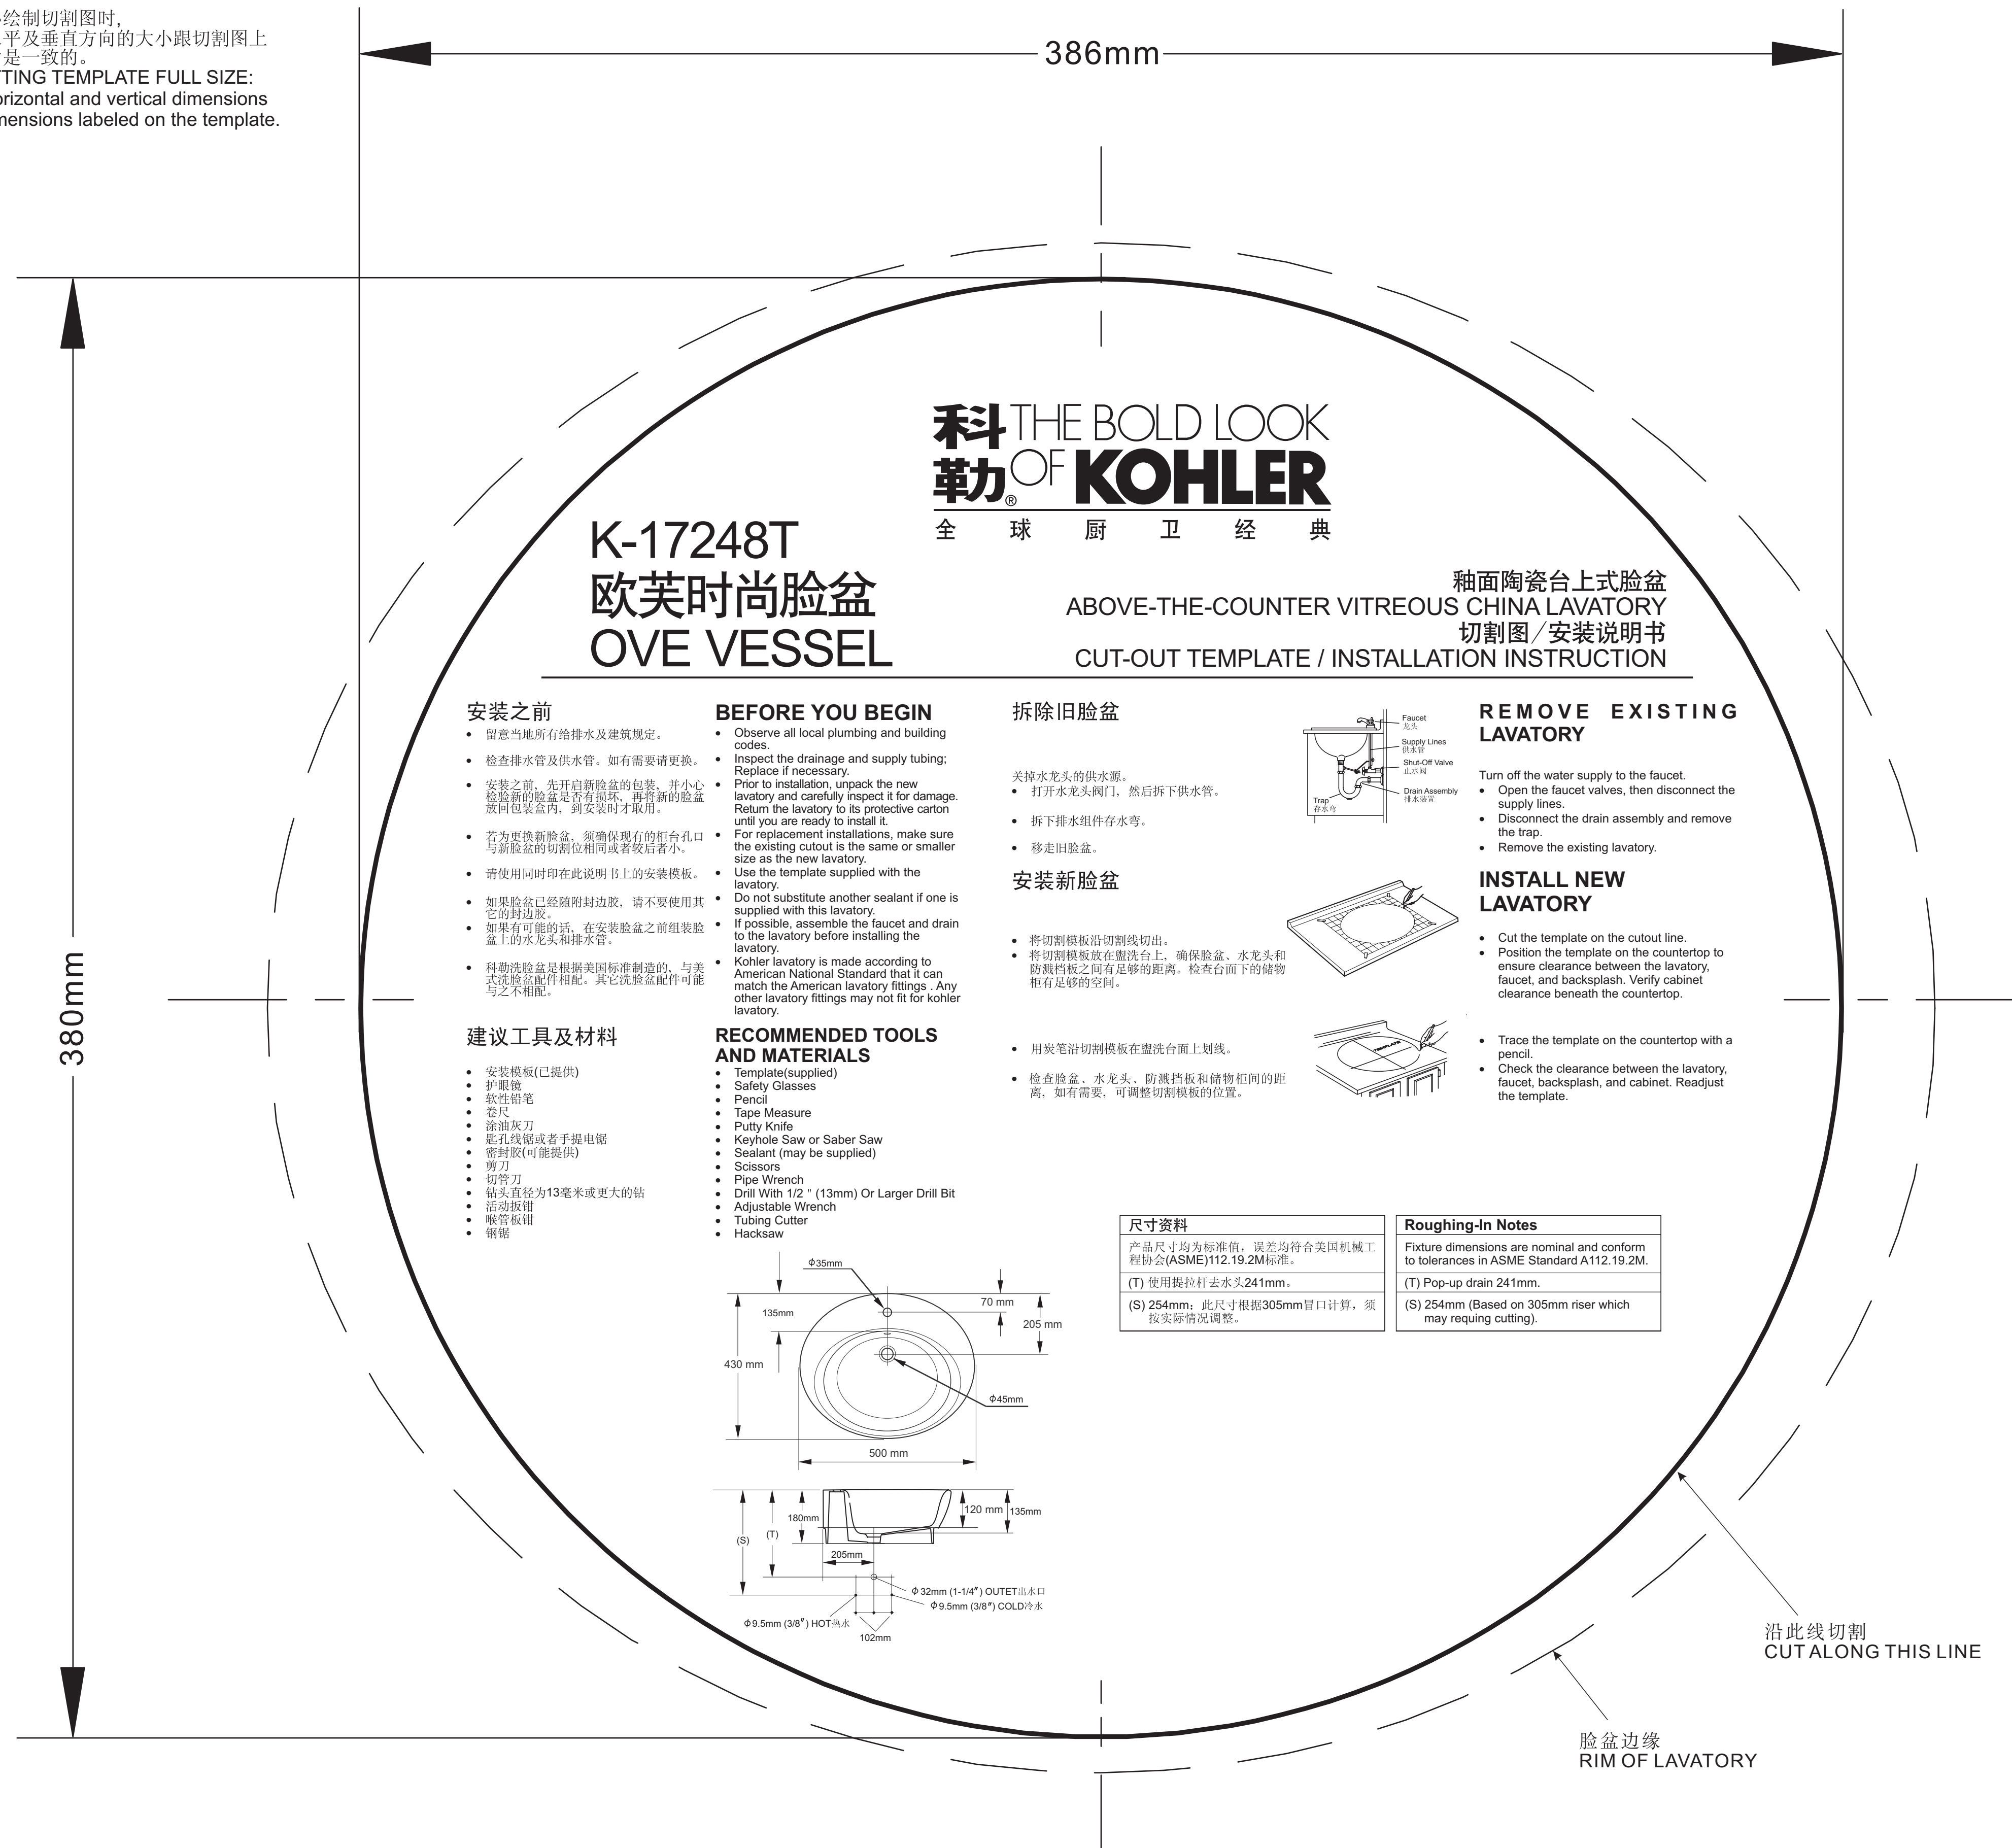 绘制切割图时,
平及垂直方向的大小跟切割图上
是一致的。
TTING TEMPLATE FULL SIZE:
orizontal and vertical dimensions
mensions labeled on the template.
386mm
380mm
科 THE BOLD LOOK
勒® OF KOHLER
全球厨卫经典
K-17248T
欧芙时尚脸盆
OVE VESSEL
釉面陶瓷台上式脸盆
ABOVE-THE-COUNTER VITREOUS CHINA LAVATORY
切割图/安装说明书
CUT-OUT TEMPLATE / INSTALLATION INSTRUCTION
安装之前
• 留意当地所有给排水及建筑规定。
• 检查排水管及供水管。如有需要请更换。
• 安装之前, 先开启新脸盆的包装, 并小心
检验新的脸盆是否有损坏, 再将新的脸盆
放回包装盒内, 到安装时才取用。
• 若为更换新脸盆, 须确保现有的柜台孔口
与新脸盆的切割位相同或者较后者小。
• 请使用同时印在此说明书上的安装模板。
• 如果脸盆已经随附封边胶, 请不要使用其
它的封边胶。
• 如果有可能的话, 在安装脸盆之前组装脸
盆上的水龙头和排水管。
• 科勒洗脸盆是根据美国标准制造的, 与美
式洗脸盆配件相配。其它洗脸盆配件可能
与之不相配。
建议工具及材料
• 安装模板(已提供)
• 护眼镜
• 软性铅笔
• 卷尺
• 涂油灰刀
• 匙孔线锯或者手提电锯
• 密封胶(可能提供)
• 剪刀
• 切管刀
• 钻头直径为13毫米或更大的钻
• 活动扳钳
• 喉管板钳
• 钢锯
BEFORE YOU BEGIN
• Observe all local plumbing and building
codes.
• Inspect the drainage and supply tubing;
Replace if necessary.
• Prior to installation, unpack the new
lavatory and carefully inspect it for damage.
Return the lavatory to its protective carton
until you are ready to install it.
• For replacement installations, make sure
the existing cutout is the same or smaller
size as the new lavatory.
• Use the template supplied with the
lavatory.
• Do not substitute another sealant if one is
supplied with this lavatory.
• If possible, assemble the faucet and drain
to the lavatory before installing the
lavatory.
• Kohler lavatory is made according to
American National Standard that it can
match the American lavatory fittings . Any
other lavatory fittings may not fit for kohler
lavatory.
RECOMMENDED TOOLS
AND MATERIALS
• Template(supplied)
• Safety Glasses
• Pencil
• Tape Measure
• Putty Knife
• Keyhole Saw or Saber Saw
• Sealant (may be supplied)
• Scissors
• Pipe Wrench
• Drill With 1/2 " (13mm) Or Larger Drill Bit
• Adjustable Wrench
• Tubing Cutter
• Hacksaw
拆除旧脸盆
关掉水龙头的供水源。
• 打开水龙头阀门, 然后拆下供水管。
• 拆下排水组件存水弯。
• 移走旧脸盆。
安装新脸盆
• 将切割模板沿切割线切出。
• 将切割模板放在盥洗台上, 确保脸盆、水龙头和
防溅档板之间有足够的距离。检查台面下的储物
柜有足够的空间。
• 用炭笔沿切割模板在盥洗台面上划线。
• 检查脸盆、水龙头、防溅挡板和储物柜间的距
离, 如有需要, 可调整切割模板的位置。
Faucet
龙头
Supply Lines
供水管
Shut-Off Valve
止水阀
Drain Assembly
排水装置
Trap
存水弯
TEMPLATE
REMOVE EXISTING
LAVATORY
Turn off the water supply to the faucet.
• Open the faucet valves, then disconnect the
supply lines.
• Disconnect the drain assembly and remove
the trap.
• Remove the existing lavatory.
INSTALL NEW
LAVATORY
• Cut the template on the cutout line.
• Position the template on the countertop to
ensure clearance between the lavatory,
faucet, and backsplash. Verify cabinet
clearance beneath the countertop.
• Trace the template on the countertop with a
pencil.
• Check the clearance between the lavatory,
faucet, backsplash, and cabinet. Readjust
the template.
尺寸资料
产品尺寸均为标准值, 误差均符合美国机械工
程协会(ASME)112.19.2M标准。
(T) 使用提拉杆去水头241mm。
(S) 254mm; 此尺寸根据305mm冒口计算, 须
按实际情况调整。
Roughing-In Notes
Fixture dimensions are nominal and conform
to tolerances in ASME Standard A112.19.2M.
(T) Pop-up drain 241mm.
(S) 254mm (Based on 305mm riser which
may requing cutting).
Φ35mm
135mm
70 mm
205 mm
430 mm
Φ45mm
500 mm
(S)
(T)
180mm
120 mm
135mm
205mm
Φ32mm (1-1/4″) OUTET出水口
Φ9.5mm (3/8″) COLD冷水
Φ9.5mm (3/8″) HOT热水
102mm
沿此线切割
CUT ALONG THIS LINE
脸盆边缘
RIM OF LAVATORY